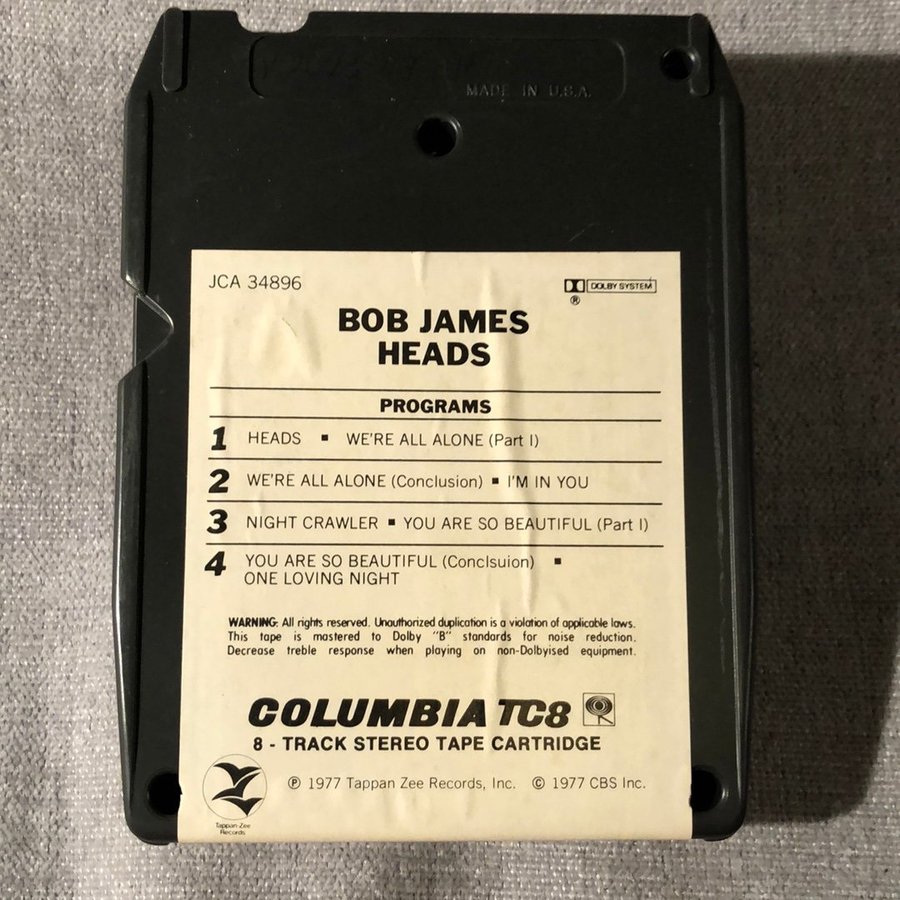 MADE IN U.S.A.
JCA 34896
DOLBY SYSTEM
®
BOB JAMES
HEADS
PROGRAMS
1 HEADS ▪ WE'RE ALL ALONE (Part I)
2 WE'RE ALL ALONE (Conclusion) ▪ I'M IN YOU
3 NIGHT CRAWLER ▪ YOU ARE SO BEAUTIFUL (Part I)
4 YOU ARE SO BEAUTIFUL (Conclsuion) ▪
ONE LOVING NIGHT
WARNING: All rights reserved. Unauthorized duplication is a violation of applicable laws.
This tape is mastered to Dolby "B" standards for noise reduction.
Decrease treble response when playing on non-Dolbyised equipment.
COLUMBIA TC8
8 - TRACK STEREO TAPE CARTRIDGE
℗ 1977 Tappan Zee Records, Inc. © 1977 CBS Inc.
Tappan-Zee
Records